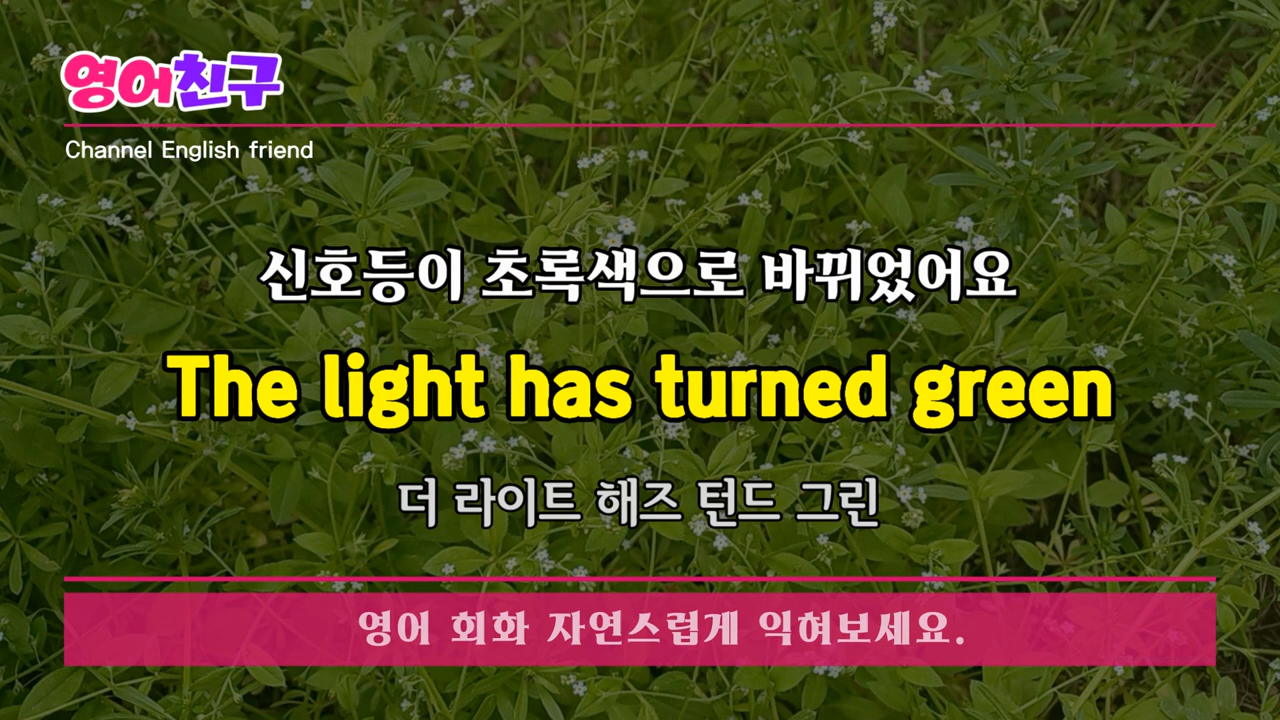 영어친구
Channel English friend
신호등이 초록색으로 바뀌었어요
The light has turned green
더 라이트 해즈 턴드 그린
영어 회화 자연스럽게 익혀보세요.